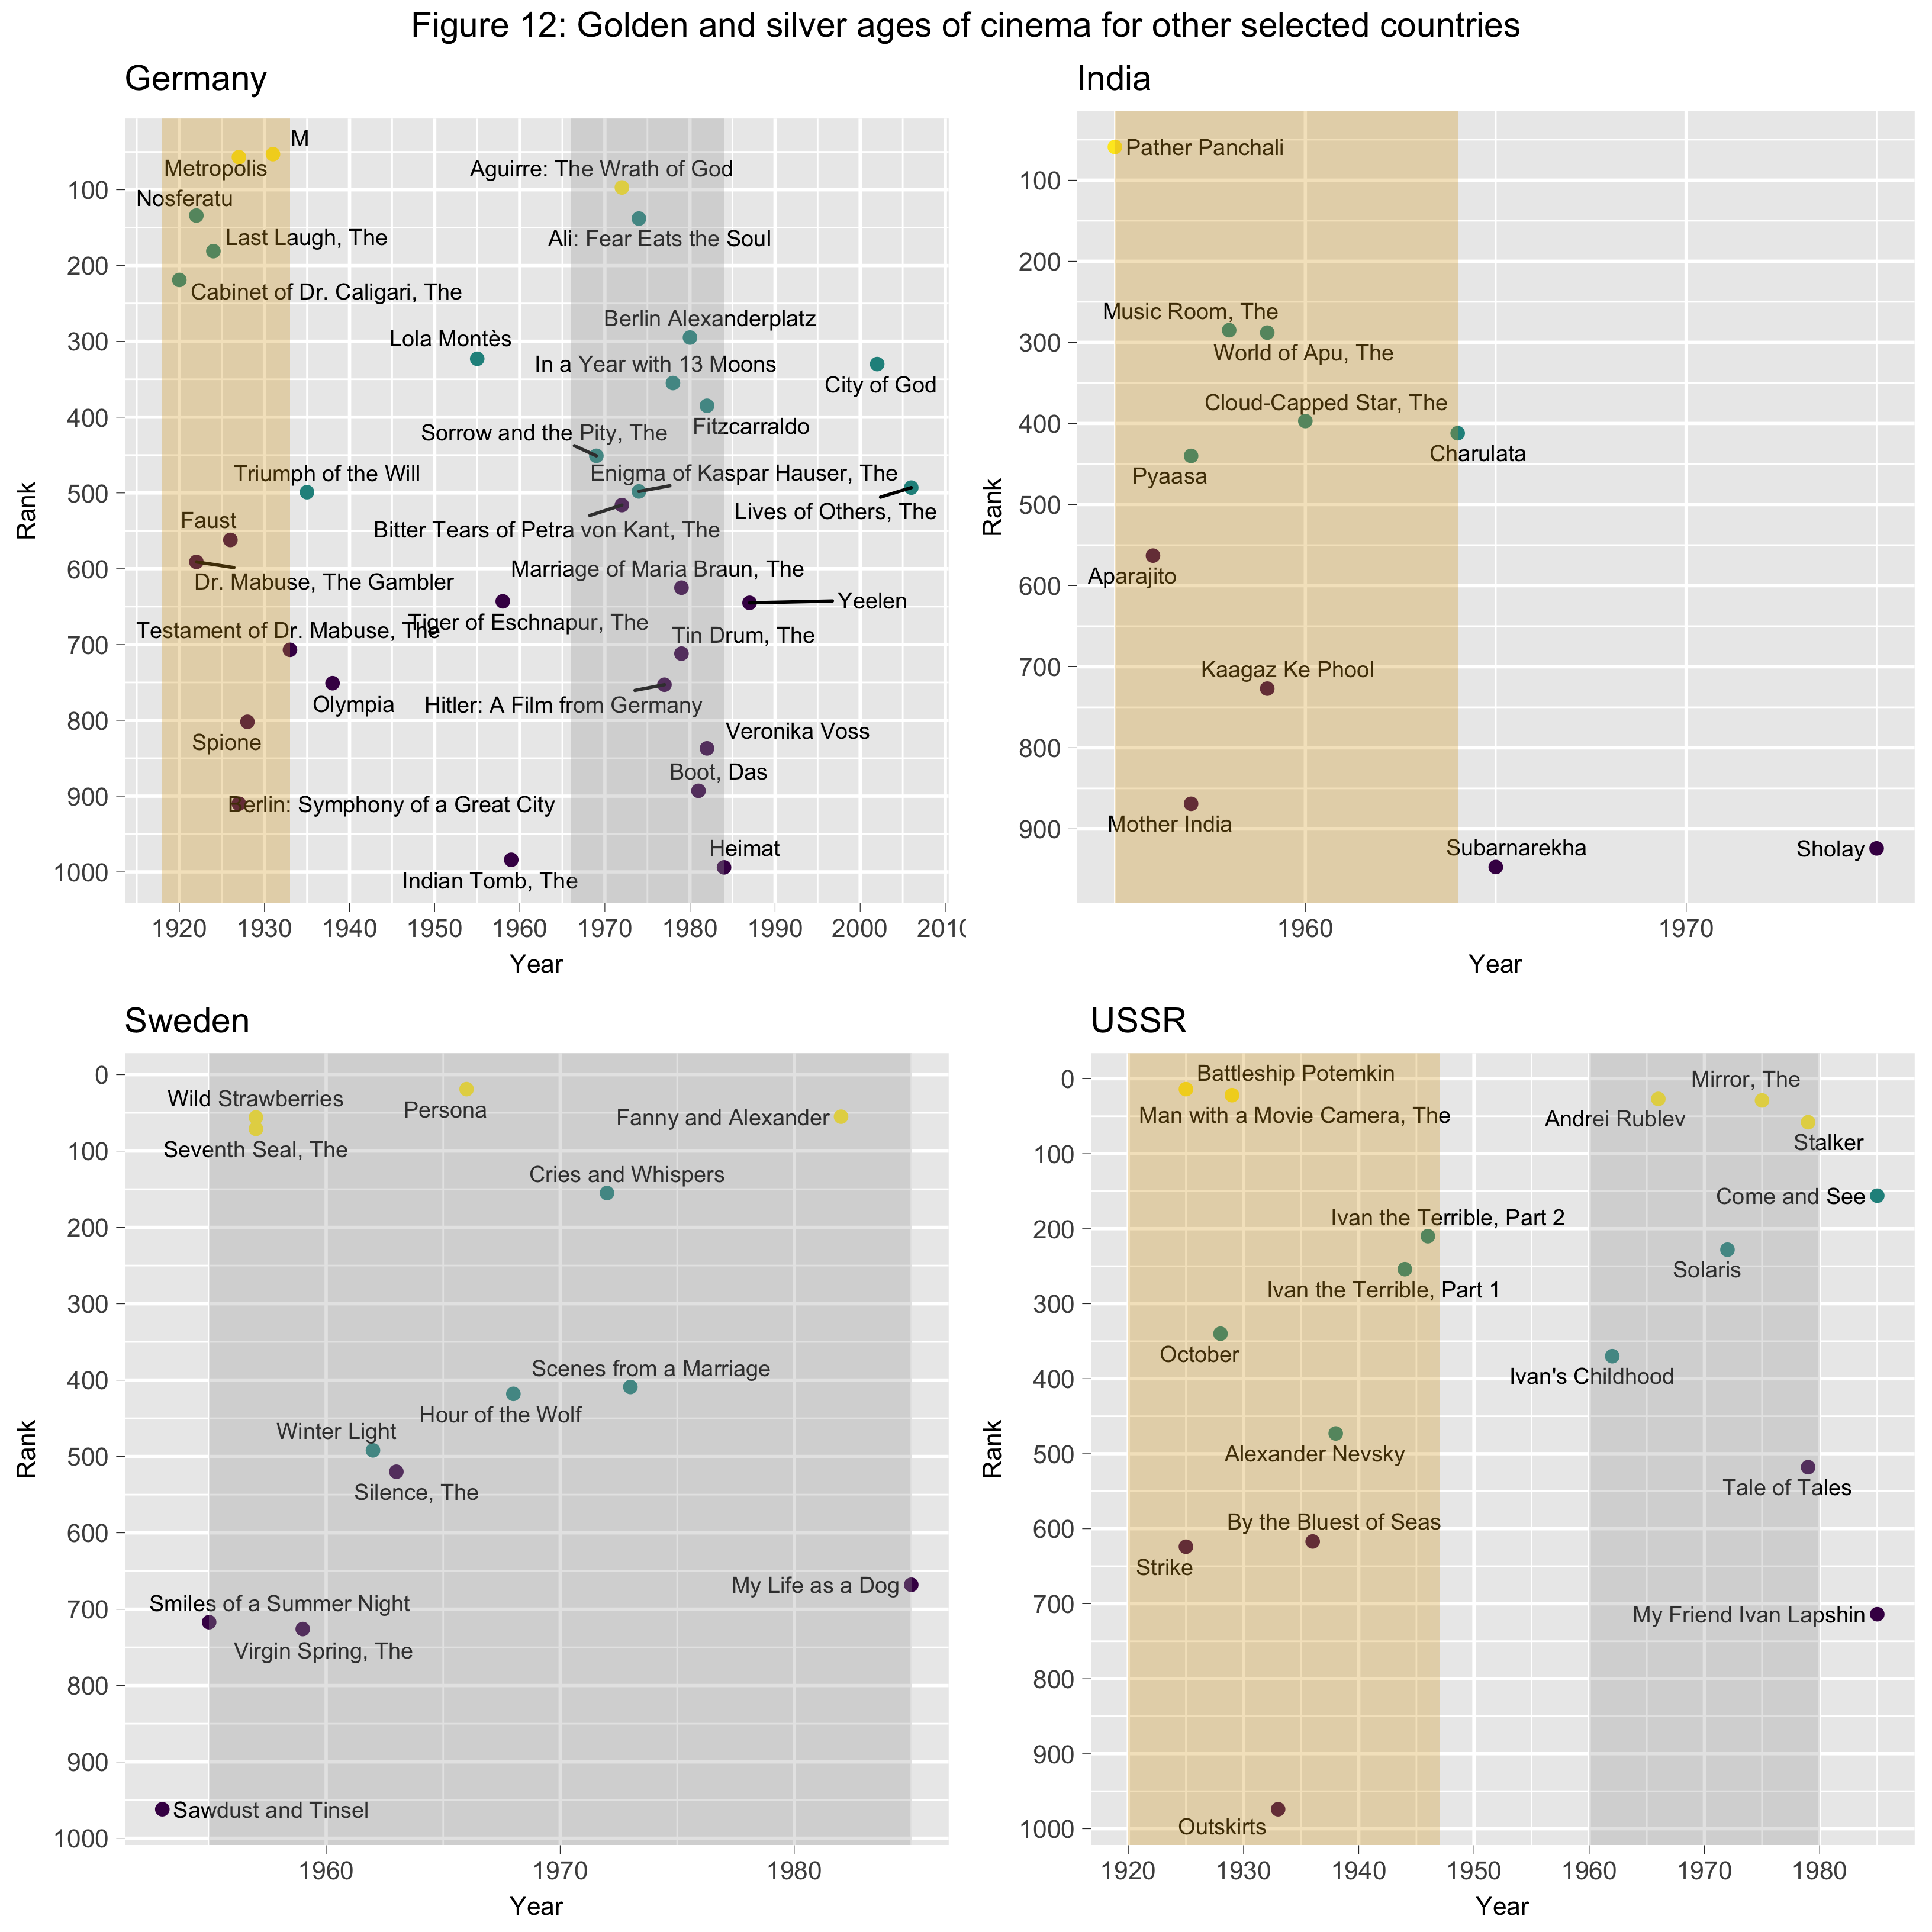 Figure 12: Golden and silver ages of cinema for other selected countries
Germany
M
Metropolis
Aguirre: The Wrath of God
100
Nosferatu
Last Laugh, The
Ali: Fear Eats the Soul
200
Cabinet of Dr. Caligari, The
Berlin Alexanderplatz
300
Lola Montès
In a Year with 13 Moons
City of God
400
Fitzcarraldo
Sorrow and the Pity, The
Triumph of the Will
Enigma of Kaspar Hauser, The
500
Lives of Others, The
Faust
Bitter Tears of Petra von Kant, The
600
Marriage of Maria Braun, The
Dr. Mabuse, The Gambler
Yeelen
Tiger of Eschnapur, The
Testament of Dr. Mabuse, The
Tin Drum, The
700
Olympia
Hitler: A Film from Germany
800
Veronika Voss
Spione
Boot, Das
900
Berlin: Symphony of a Great City
Heimat
1000
Indian Tomb, The
Rank
1920 1930 1940 1950 1960 1970 1980 1990 2000 2010
Year
India
Pather Panchali
100
200
Music Room, The
300
World of Apu, The
400
Cloud-Capped Star, The
Charulata
Pyaasa
500
Aparajito
600
Kaagaz Ke Phool
700
800
Mother India
900
Subarnarekha
Sholay
Rank
1960 1970
Year
Sweden
0
Wild Strawberries
Persona
Fanny and Alexander
100
Seventh Seal, The
Cries and Whispers
200
300
Scenes from a Marriage
400
Hour of the Wolf
Winter Light
500
Silence, The
600
My Life as a Dog
Smiles of a Summer Night
700
Virgin Spring, The
800
900
Sawdust and Tinsel
1000
Rank
1960 1970 1980
Year
USSR
0
Battleship Potemkin
Mirror, The
Man with a Movie Camera, The
Andrei Rublev
Stalker
100
Come and See
Ivan the Terrible, Part 2
200
Solaris
Ivan the Terrible, Part 1
300
October
Ivan's Childhood
400
Alexander Nevsky
500
Tale of Tales
By the Bluest of Seas
600
Strike
My Friend Ivan Lapshin
700
800
900
Outskirts
1000
Rank
1920 1930 1940 1950 1960 1970 1980
Year